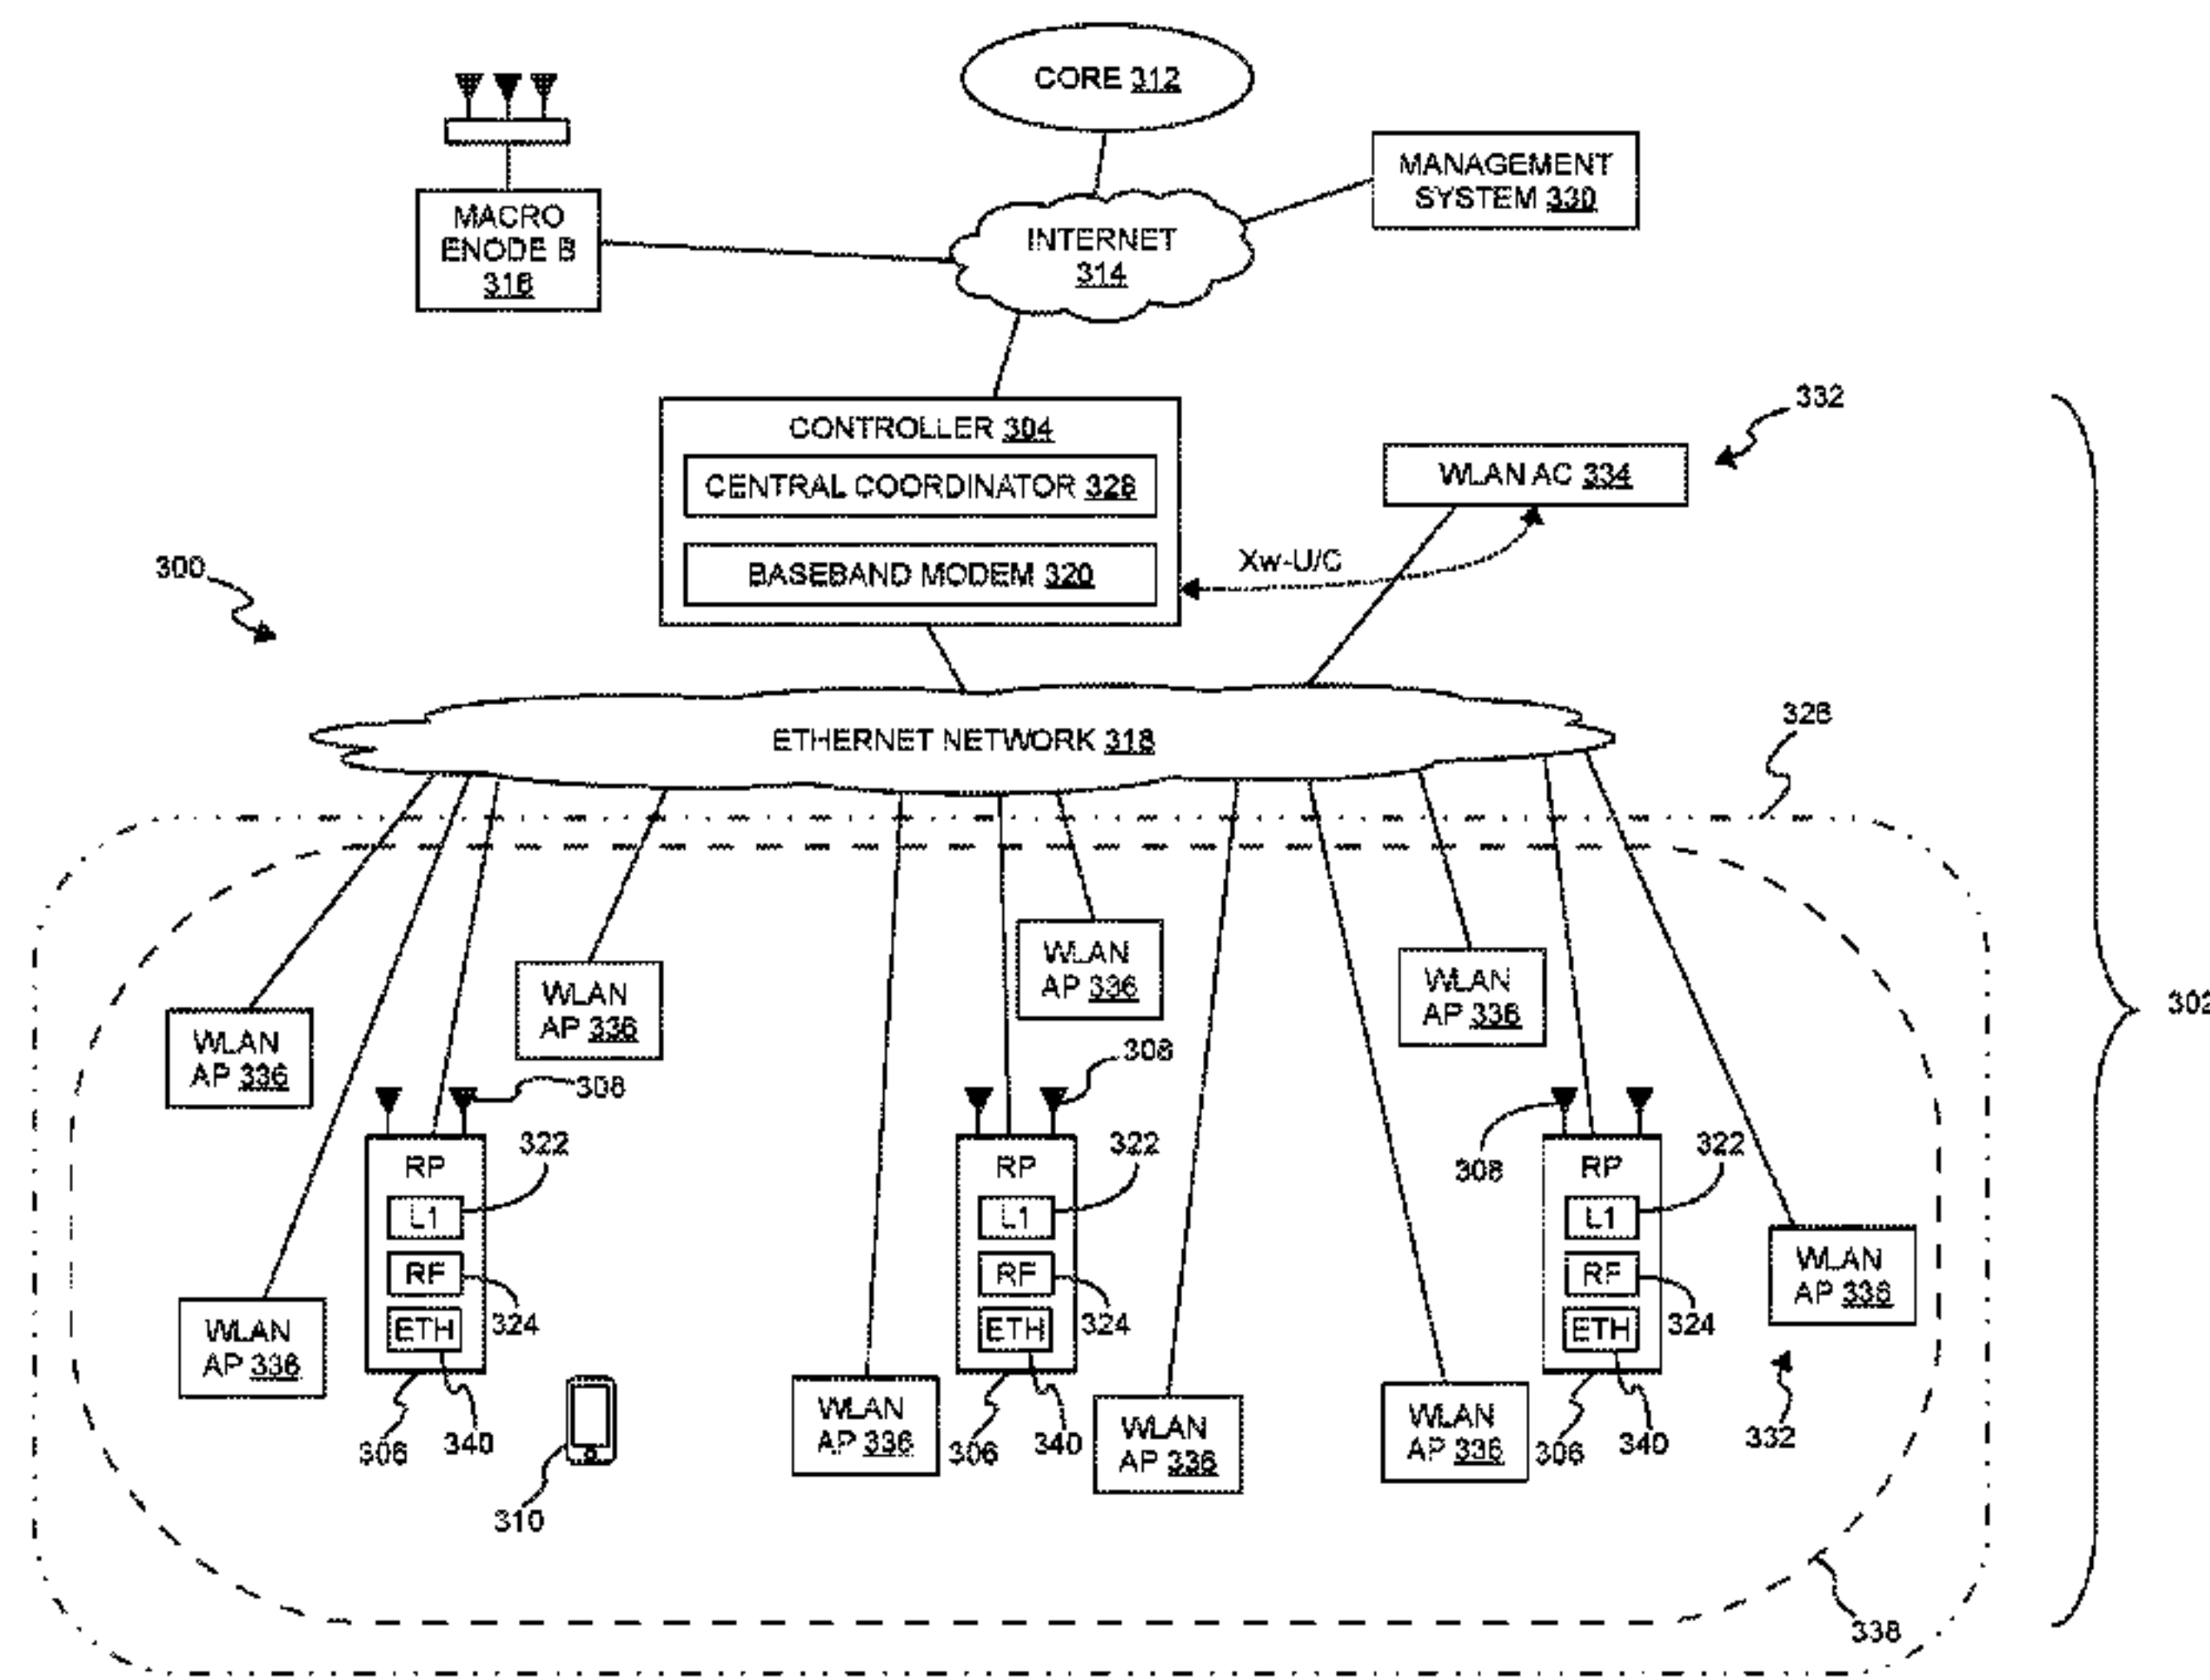 CORE 312
MANAGEMENT
SYSTEM 330
MACRO
ENODE B
316
INTERNET
314
332
CONTROLLER 304
CENTRAL COORDINATOR 328
WLAN AC 334
BASEBAND MODEM 320
Xw-U/C
300
326
ETHERNET NETWORK 318
302
WLAN
AP 336
WLAN
AP 336
WLAN
AP 336
WLAN
AP 336
308
308
308
RP
L1
RF
ETH
322
324
RP
L1
RF
ETH
322
324
RP
L1
RF
ETH
322
324
WLAN
AP 336
WLAN
AP 336
WLAN
AP 336
WLAN
AP 336
WLAN
AP 336
306
340
306
340
306
340
332
310
338